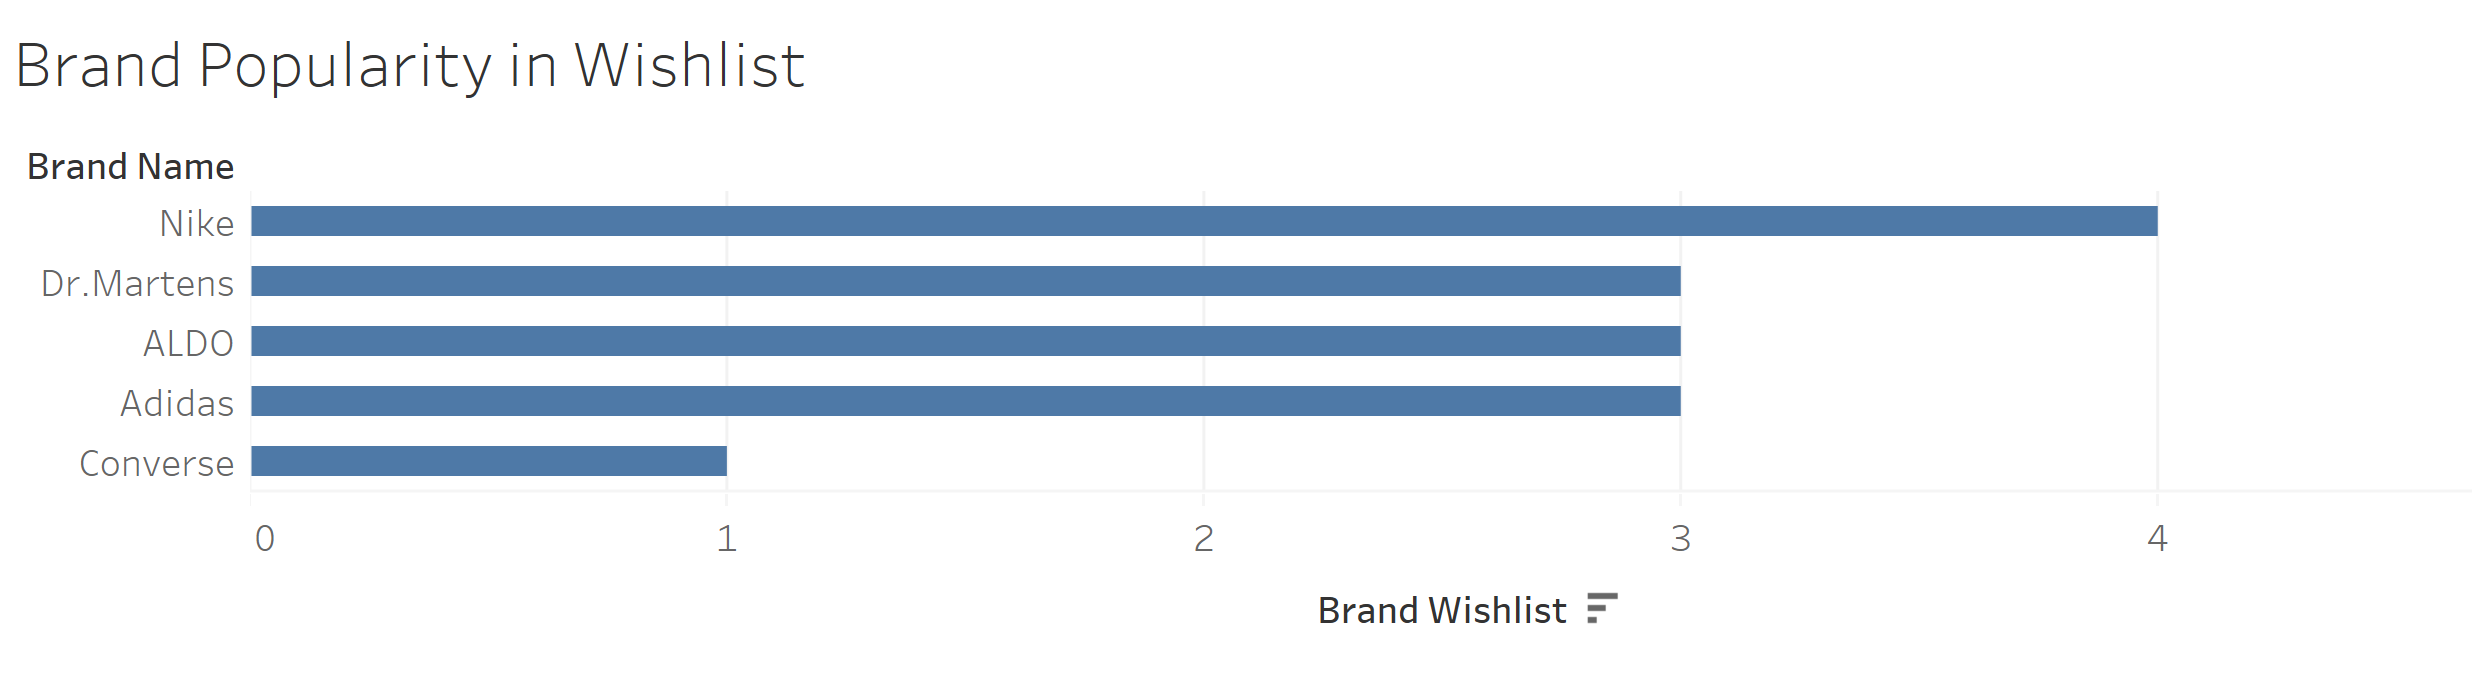 Brand Popularity in Wishlist
Brand Name
Nike
Dr.Martens
ALDO
Adidas
Converse
0 1 2 3 4
Brand Wishlist